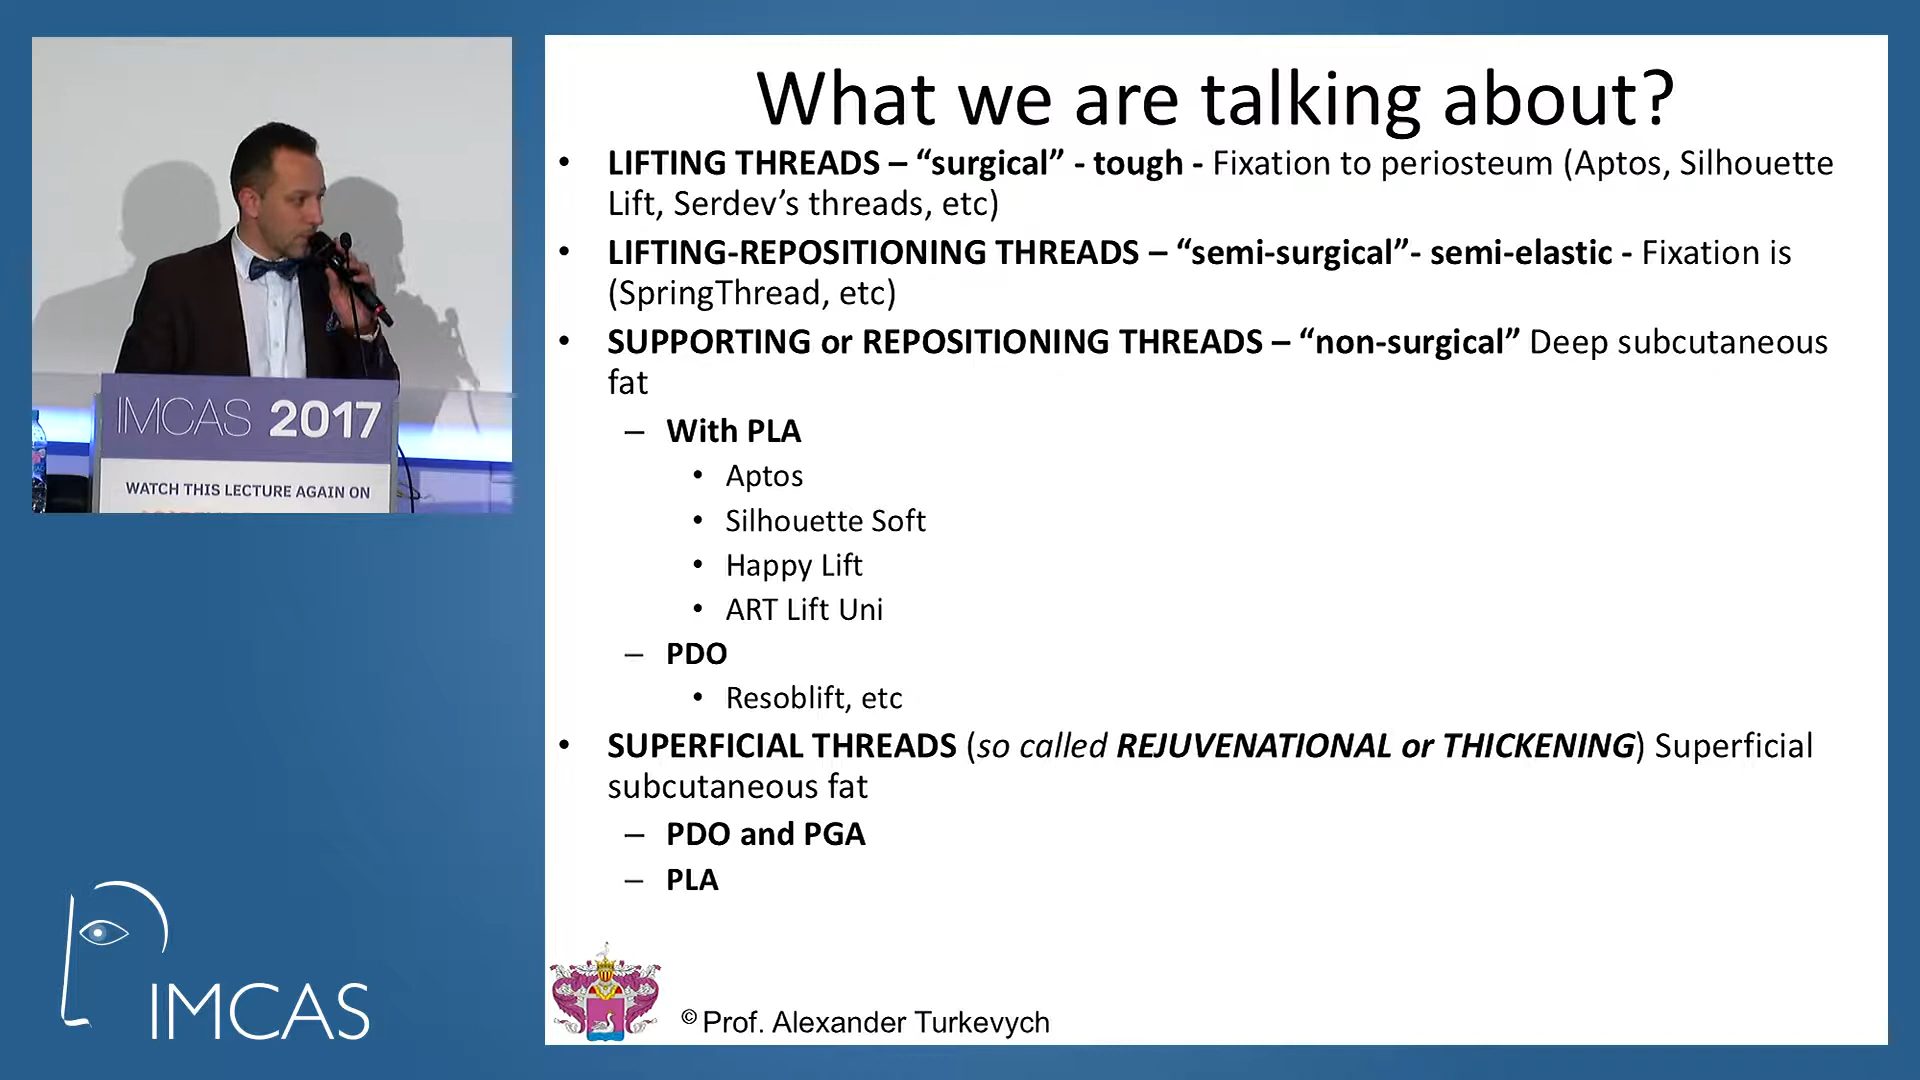 IMCAS 2017
WATCH THIS LECTURE AGAIN ON
What we are talking about?
• LIFTING THREADS – “surgical” - tough - Fixation to periosteum (Aptos, Silhouette
Lift, Serdev’s threads, etc)
• LIFTING-REPOSITIONING THREADS – “semi-surgical”- semi-elastic - Fixation is
(SpringThread, etc)
• SUPPORTING or REPOSITIONING THREADS – “non-surgical” Deep subcutaneous
fat
– With PLA
• Aptos
• Silhouette Soft
• Happy Lift
• ART Lift Uni
– PDO
• Resoblift, etc
• SUPERFICIAL THREADS (so called REJUVENATIONAL or THICKENING) Superficial
subcutaneous fat
– PDO and PGA
– PLA
© Prof. Alexander Turkevych
IMCAS